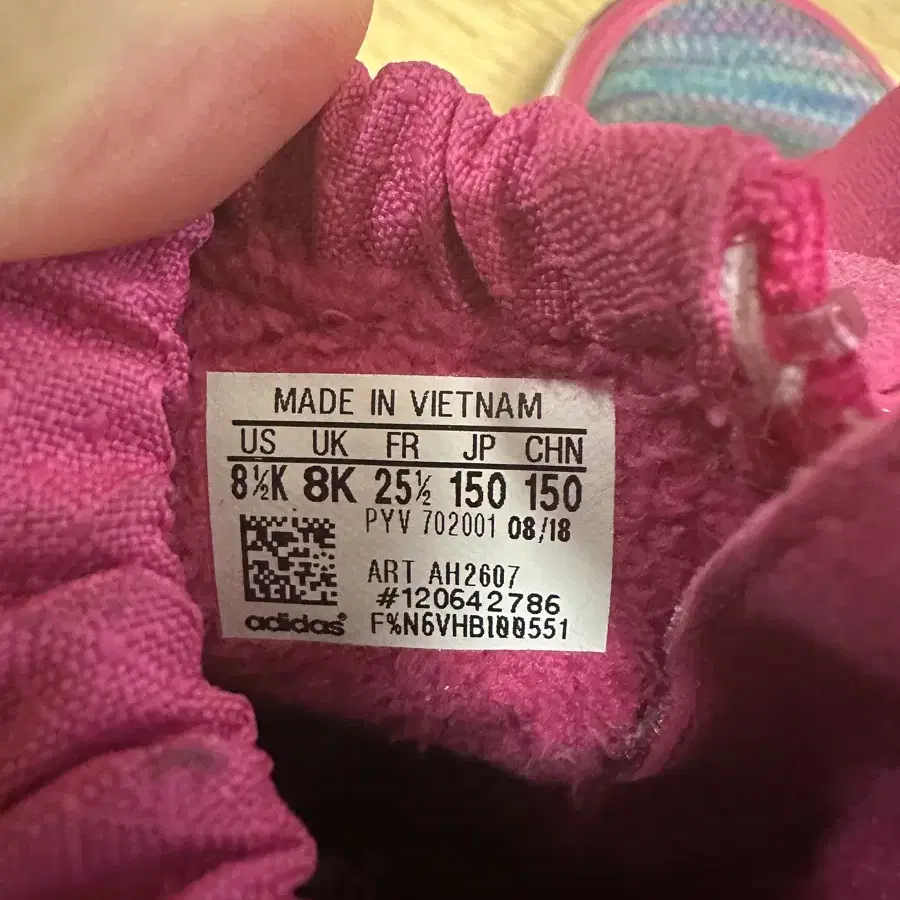 MADE IN VIETNAM
US UK FR JP CHN
8½K 8K 25½ 150 150
PYV 702001 08/18
ART AH2607
#120642786
adidas F%N6VHB100551